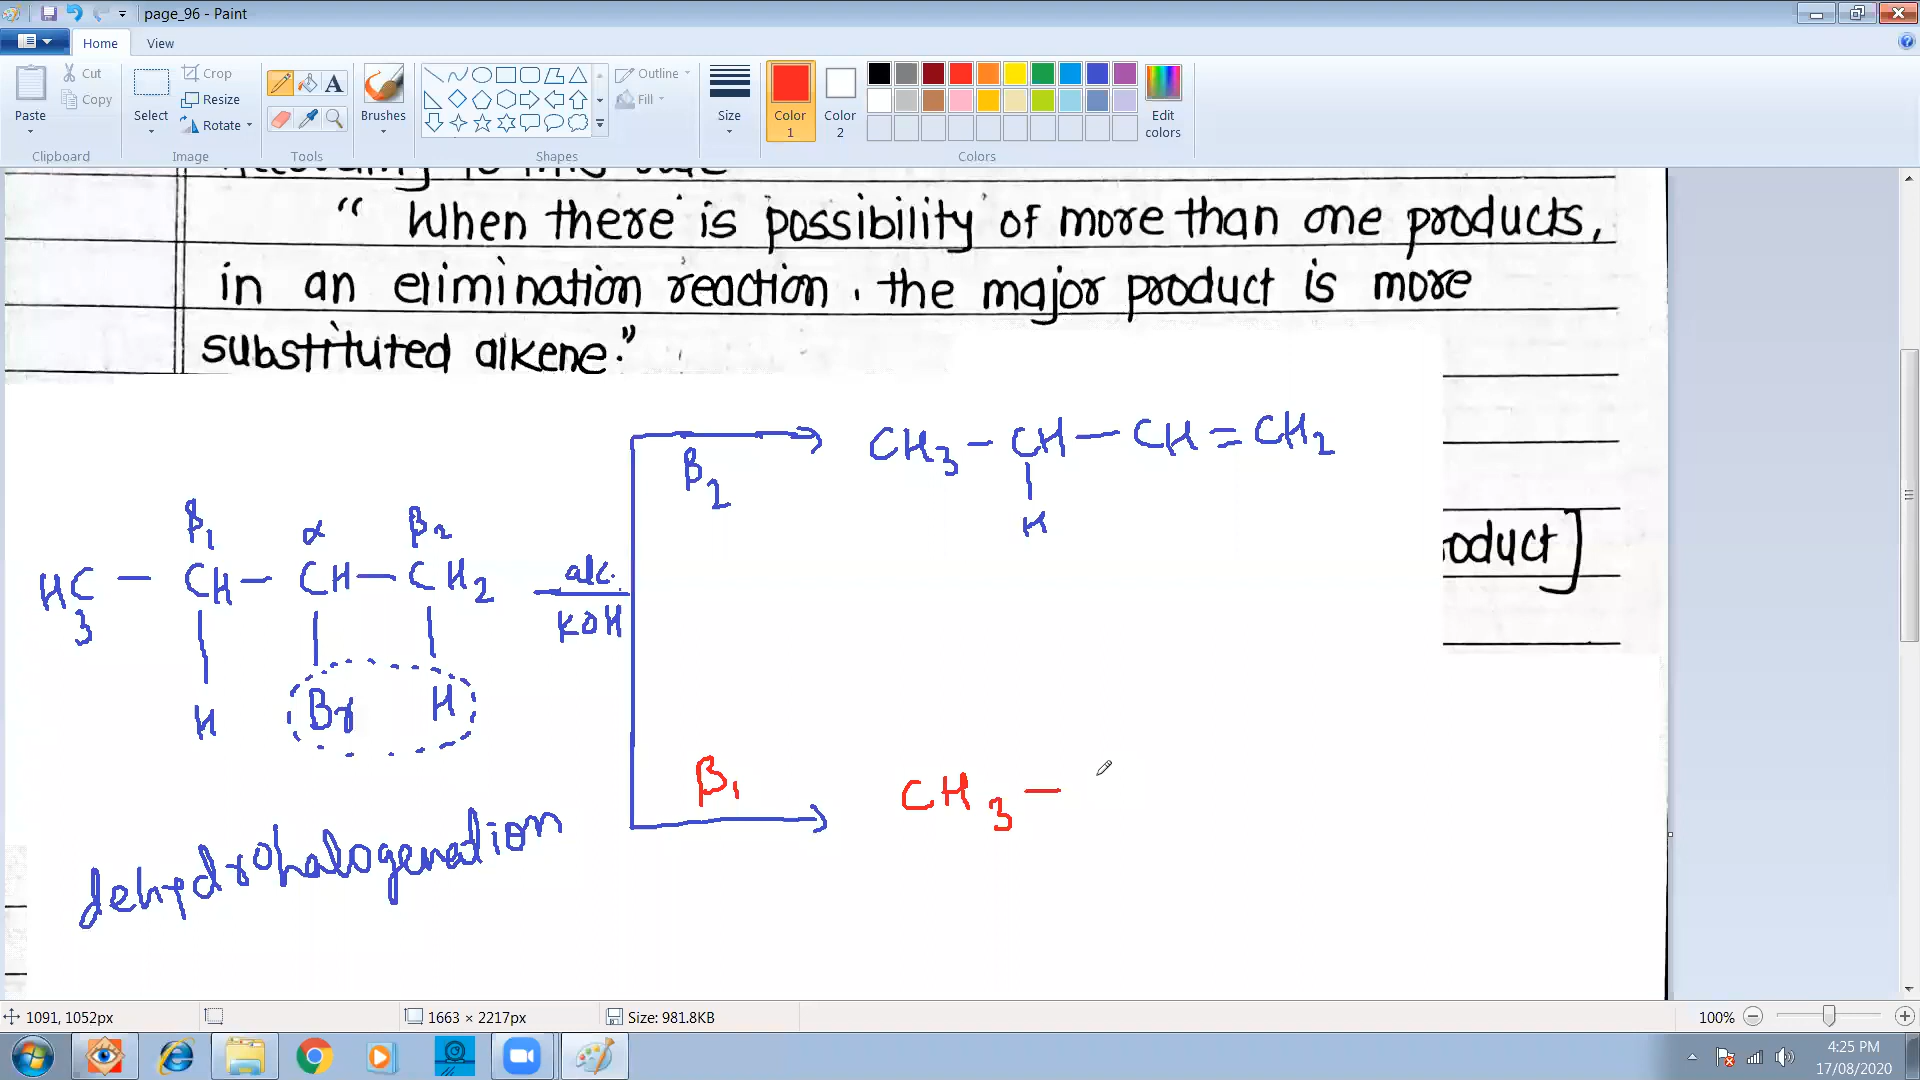 page_96 - Paint
Home View
Paste Cut Copy Select Crop Resize Rotate Brushes Outline Fill Size Color 1 Color 2 Edit colors
Clipboard Image Tools Shapes Colors
“ When there is possibility of more than one products,
in an elimination reaction, the major product is more
substituted alkene.”
CH3 – CH – CH = CH2
H
β2
β1 α β2
H3C – CH – CH – CH2
alc.
KOH
H Br H
oduct]
β1
CH3 –
dehydrohalogenation
1091, 1052px 1663 × 2217px Size: 981.8KB 100%
4:25 PM
17/08/2020